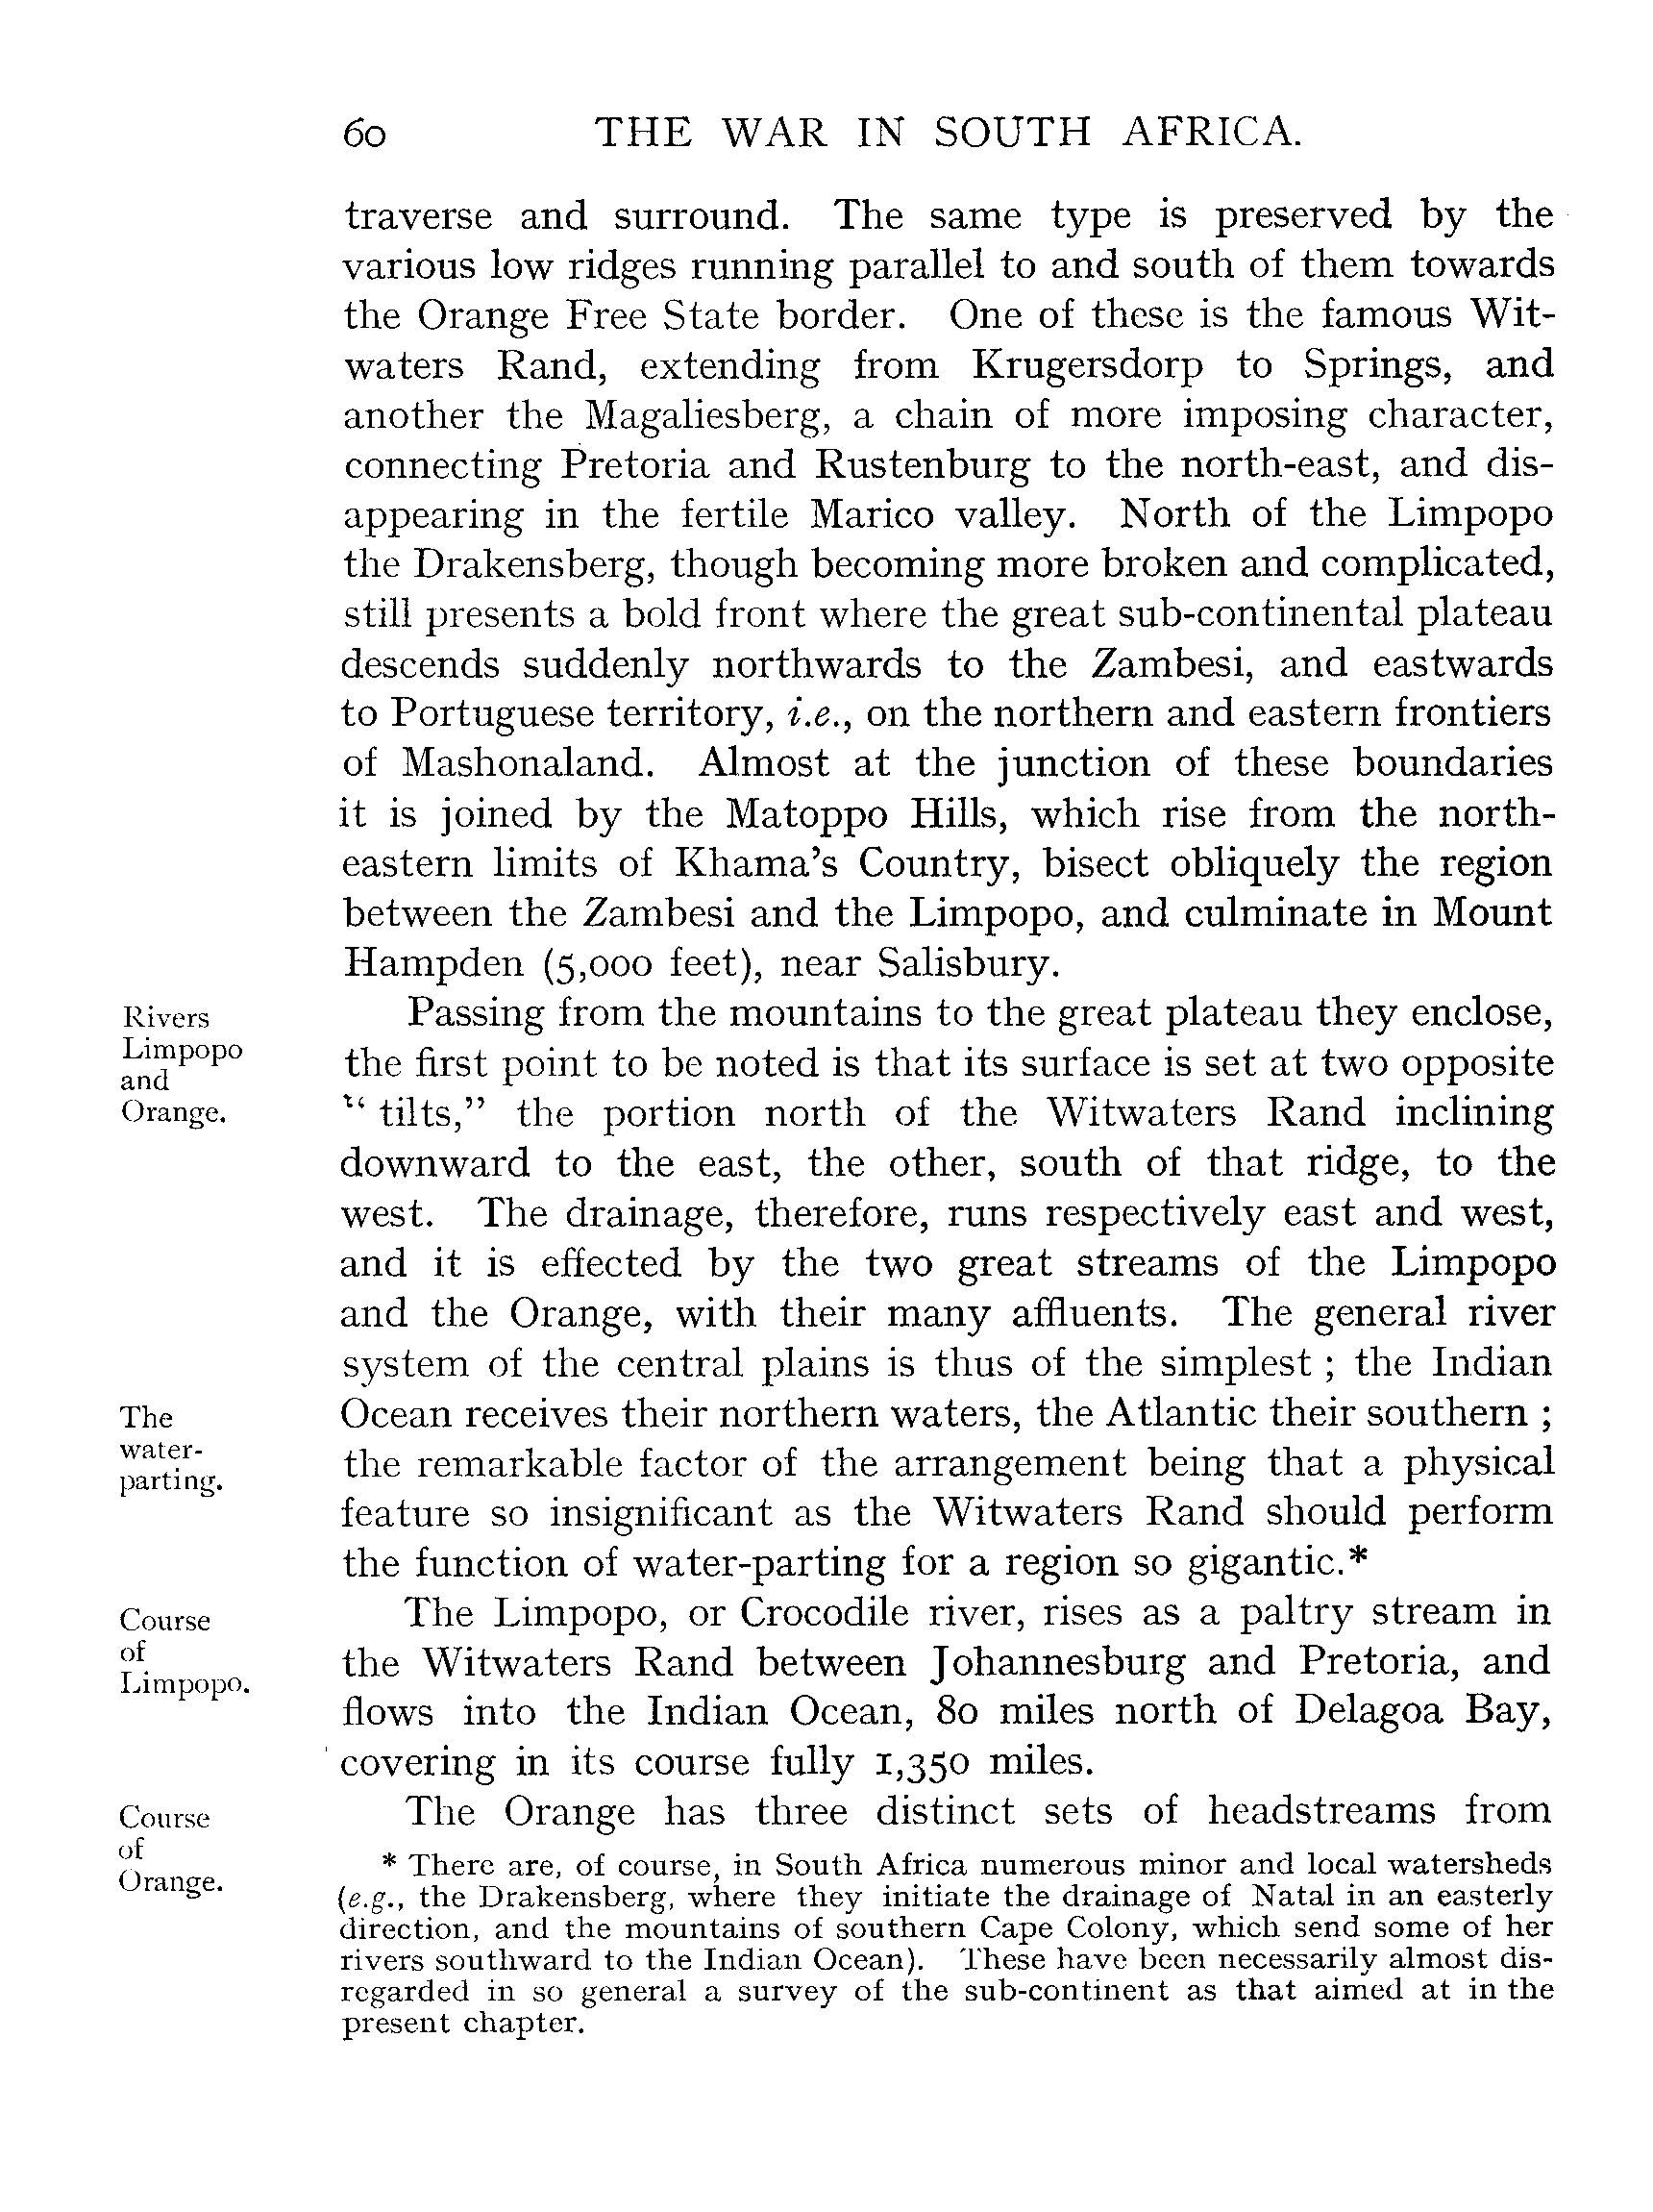 60 THE WAR IN SOUTH AFRICA.
traverse and surround. The same type is preserved by the
various low ridges running parallel to and south of them towards
the Orange Free State border. One of these is the famous Wit-
waters Rand, extending from Krugersdorp to Springs, and
another the Magaliesberg, a chain of more imposing character,
connecting Pretoria and Rustenburg to the north-east, and dis-
appearing in the fertile Marico valley. North of the Limpopo
the Drakensberg, though becoming more broken and complicated,
still presents a bold front where the great sub-continental plateau
descends suddenly northwards to the Zambesi, and eastwards
to Portuguese territory, i.e., on the northern and eastern frontiers
of Mashonaland. Almost at the junction of these boundaries
it is joined by the Matoppo Hills, which rise from the north-
eastern limits of Khama's Country, bisect obliquely the region
between the Zambesi and the Limpopo, and culminate in Mount
Hampden (5,000 feet), near Salisbury.
Rivers
Limpopo
and
Orange.
Passing from the mountains to the great plateau they enclose,
the first point to be noted is that its surface is set at two opposite
“ tilts,” the portion north of the Witwaters Rand inclining
downward to the east, the other, south of that ridge, to the
west. The drainage, therefore, runs respectively east and west,
and it is effected by the two great streams of the Limpopo
and the Orange, with their many affluents. The general river
system of the central plains is thus of the simplest ; the Indian
The
water-
parting.
Ocean receives their northern waters, the Atlantic their southern ;
the remarkable factor of the arrangement being that a physical
feature so insignificant as the Witwaters Rand should perform
the function of water-parting for a region so gigantic.*
Course
of
Limpopo.
The Limpopo, or Crocodile river, rises as a paltry stream in
the Witwaters Rand between Johannesburg and Pretoria, and
flows into the Indian Ocean, 80 miles north of Delagoa Bay,
covering in its course fully 1,350 miles.
Course
of
Orange.
The Orange has three distinct sets of headstreams from
* There are, of course, in South Africa numerous minor and local watersheds
(e.g., the Drakensberg, where they initiate the drainage of Natal in an easterly
direction, and the mountains of southern Cape Colony, which send some of her
rivers southward to the Indian Ocean). These have been necessarily almost dis-
regarded in so general a survey of the sub-continent as that aimed at in the
present chapter.